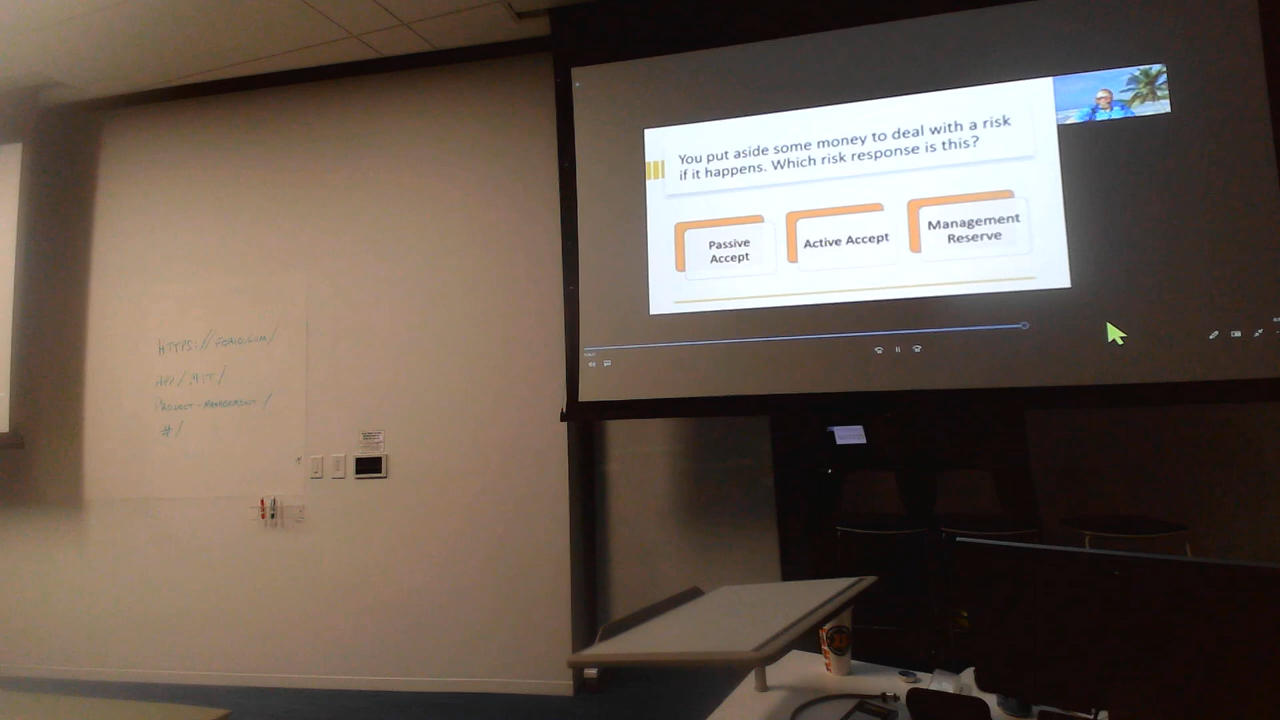 HTTPS://FORIO.COM/
APP/MIT/
PROJECT-MANAGEMENT/
#/
You put aside some money to deal with a risk
if it happens. Which risk response is this?
Passive
Accept
Active Accept
Management
Reserve